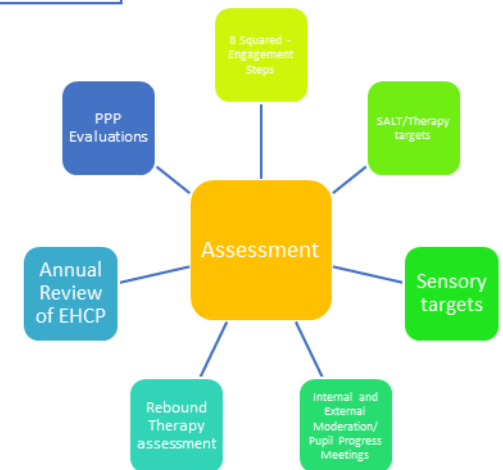 B Squared -
Engagement
Steps
SALT/Therapy
targets
Sensory
targets
Internal and
External
Moderation/
Pupil Progress
Meetings
Rebound
Therapy
assessment
Annual
Review
of EHCP
PPP
Evaluations
Assessment